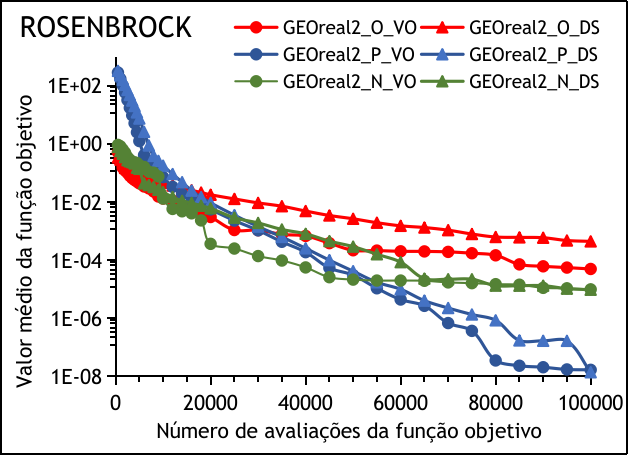 ROSENBROCK
GEOreal2_O_VO GEOreal2_O_DS
GEOreal2_P_VO GEOreal2_P_DS
GEOreal2_N_VO GEOreal2_N_DS
Valor médio da função objetivo
1E+02
1E+00
1E-02
1E-04
1E-06
1E-08
0 20000 40000 60000 80000 100000
Número de avaliações da função objetivo